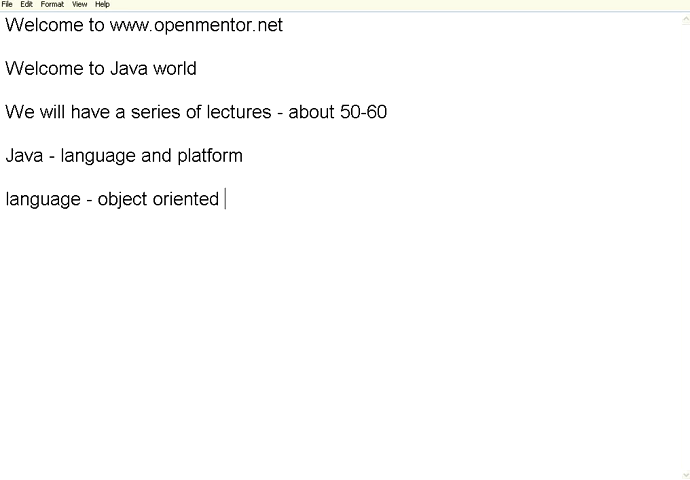 File Edit Format View Help
Welcome to www.openmentor.net
Welcome to Java world
We will have a series of lectures - about 50-60
Java - language and platform
language - object oriented